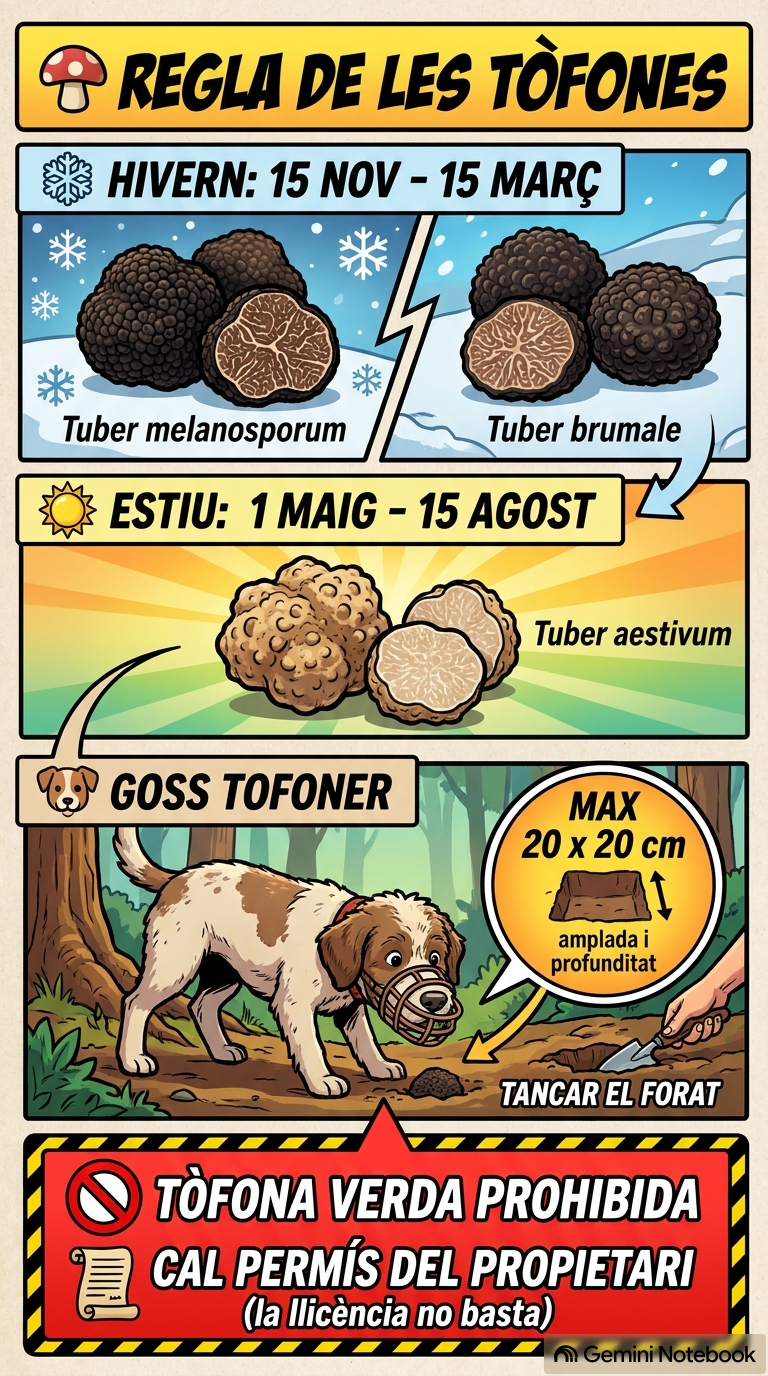 REGLA DE LES TÒFONES
HIVERN: 15 NOV – 15 MARÇ
Tuber melanosporum
Tuber brumale
ESTIU: 1 MAIG – 15 AGOST
Tuber aestivum
GOSS TOFONER
MAX
20 x 20 cm
amplada i
profunditat
TANCAR EL FORAT
TÒFONA VERDA PROHIBIDA
CAL PERMÍS DEL PROPIETARI
(la llicència no basta)
Gemini Notebook